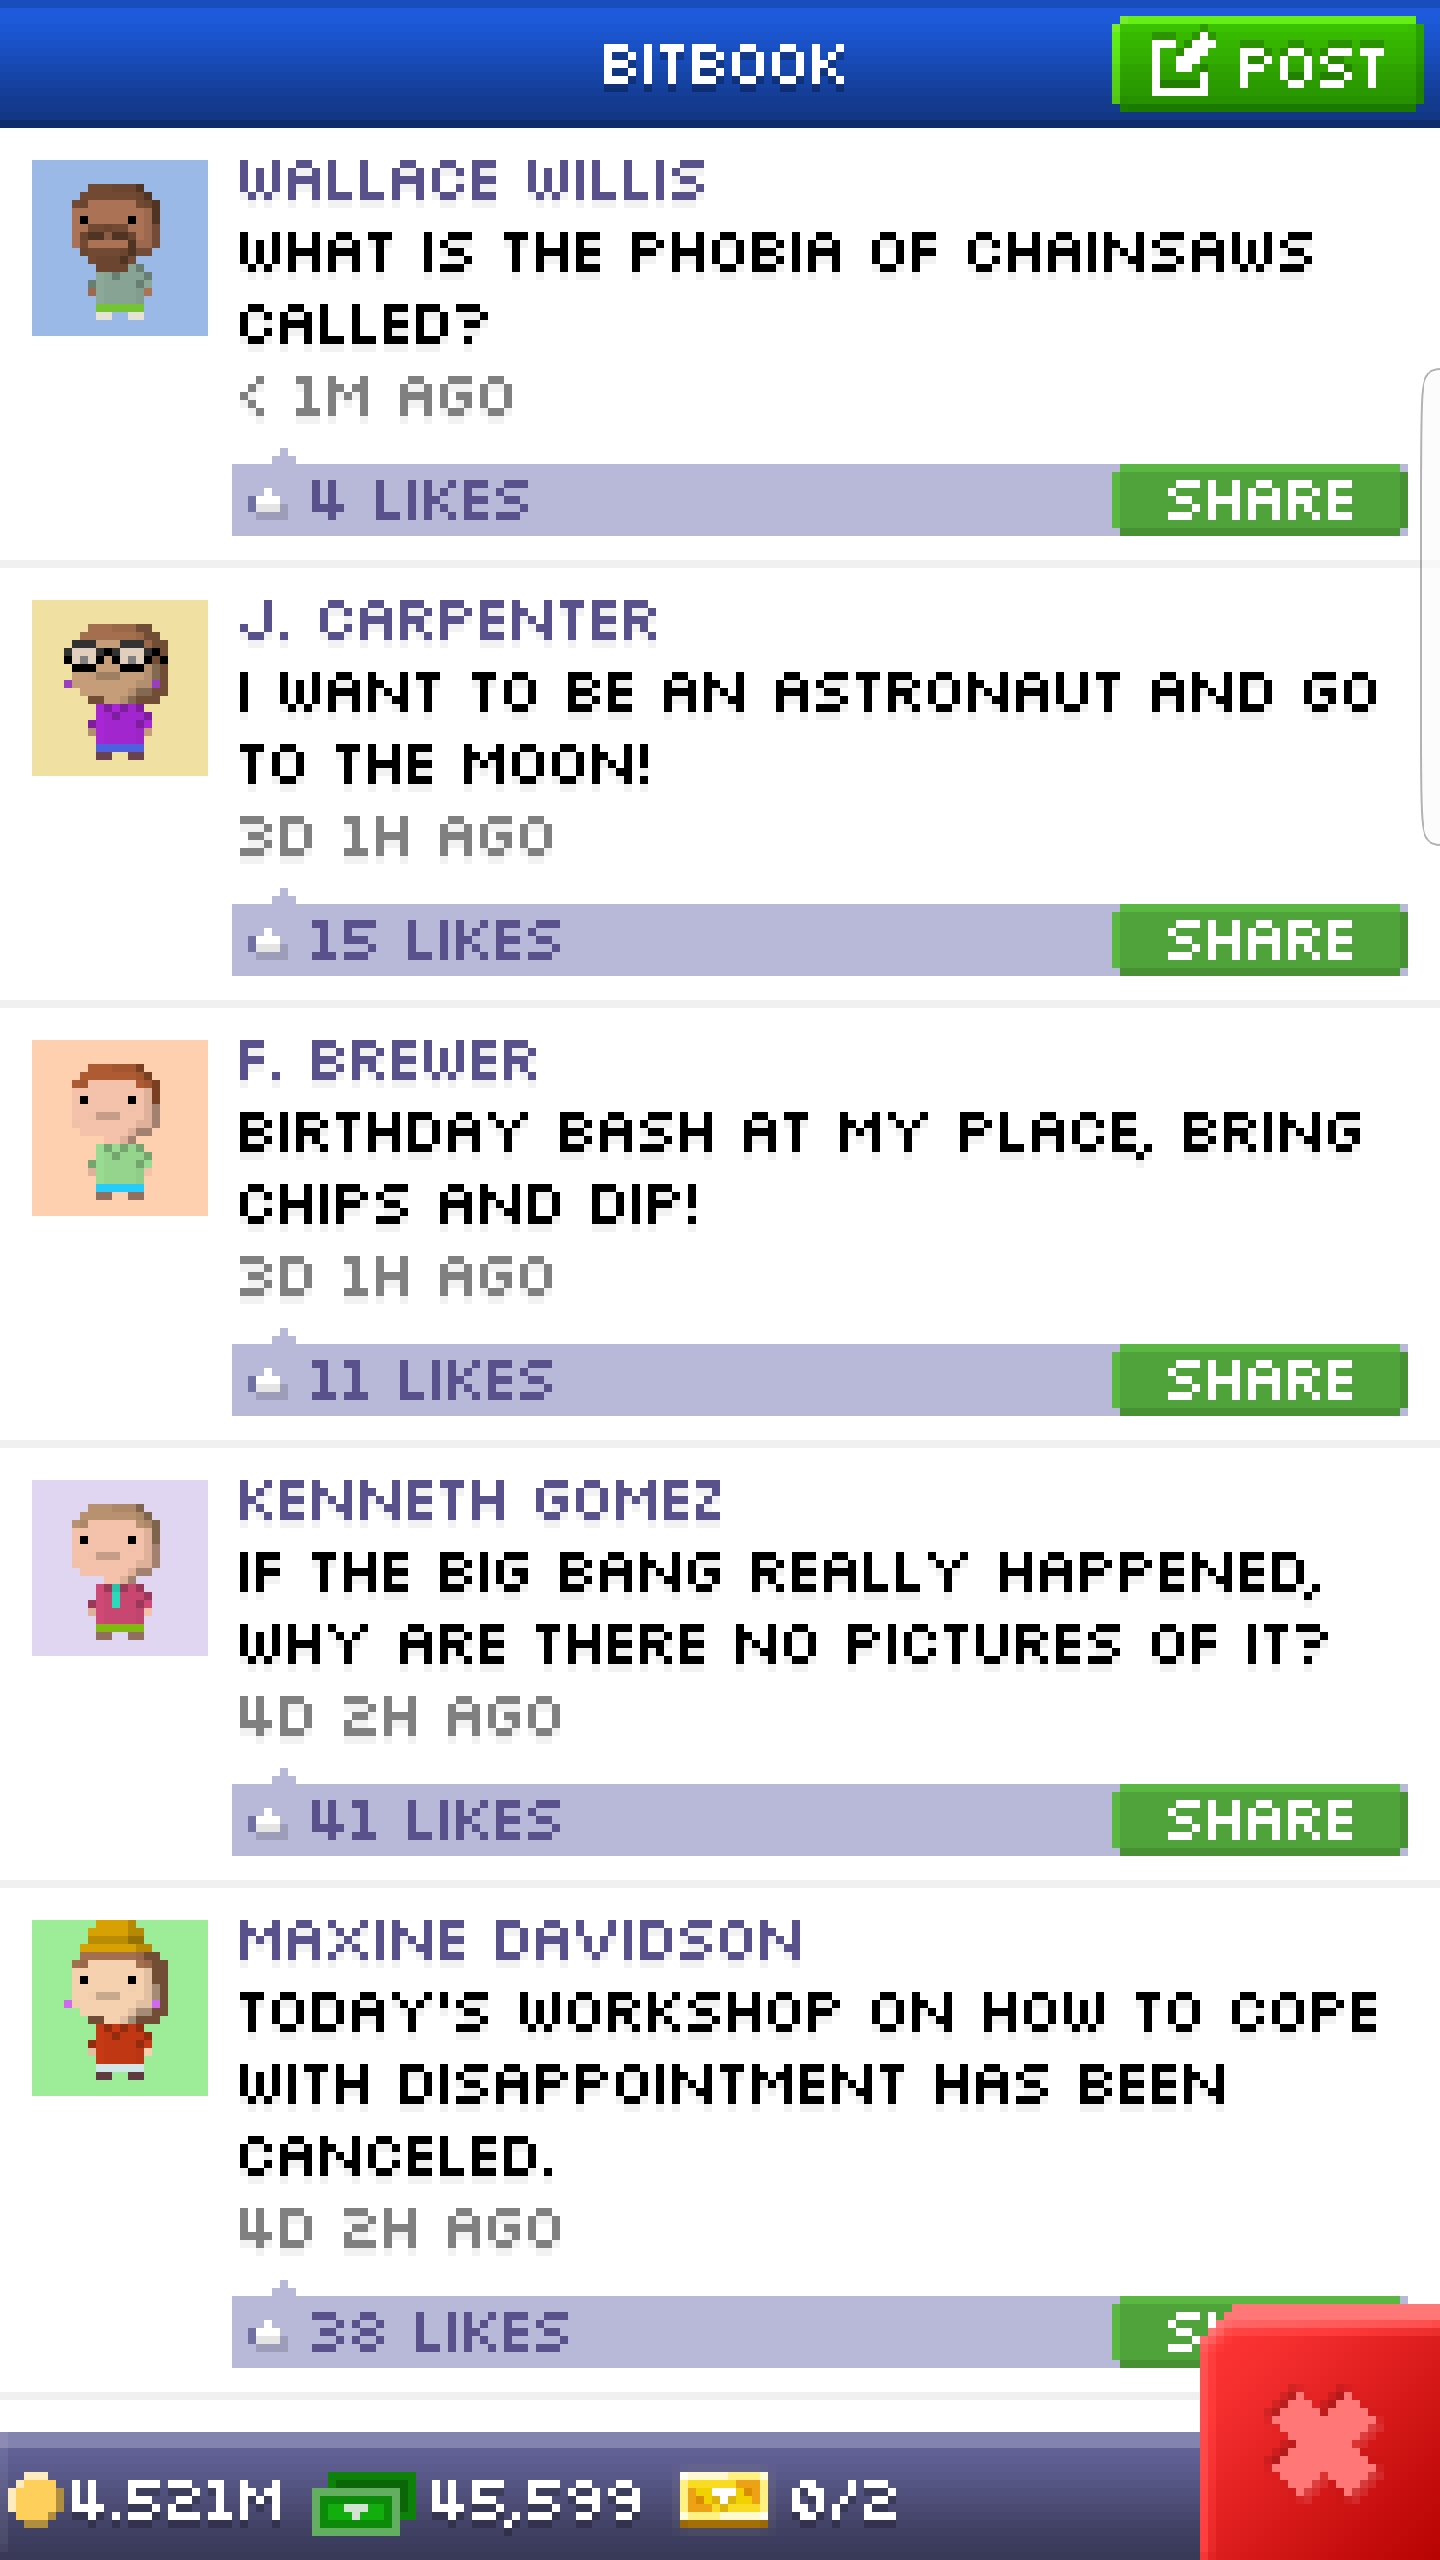 BITBOOK
POST
WALLACE WILLIS
WHAT IS THE PHOBIA OF CHAINSAWS
CALLED?
< 1M AGO
4 LIKES SHARE
J. CARPENTER
I WANT TO BE AN ASTRONAUT AND GO
TO THE MOON!
3D 1H AGO
15 LIKES SHARE
F. BREWER
BIRTHDAY BASH AT MY PLACE, BRING
CHIPS AND DIP!
3D 1H AGO
11 LIKES SHARE
KENNETH GOMEZ
IF THE BIG BANG REALLY HAPPENED,
WHY ARE THERE NO PICTURES OF IT?
4D 2H AGO
41 LIKES SHARE
MAXINE DAVIDSON
TODAY'S WORKSHOP ON HOW TO COPE
WITH DISAPPOINTMENT HAS BEEN
CANCELED.
4D 2H AGO
38 LIKES
4.521M 45,599 0/2